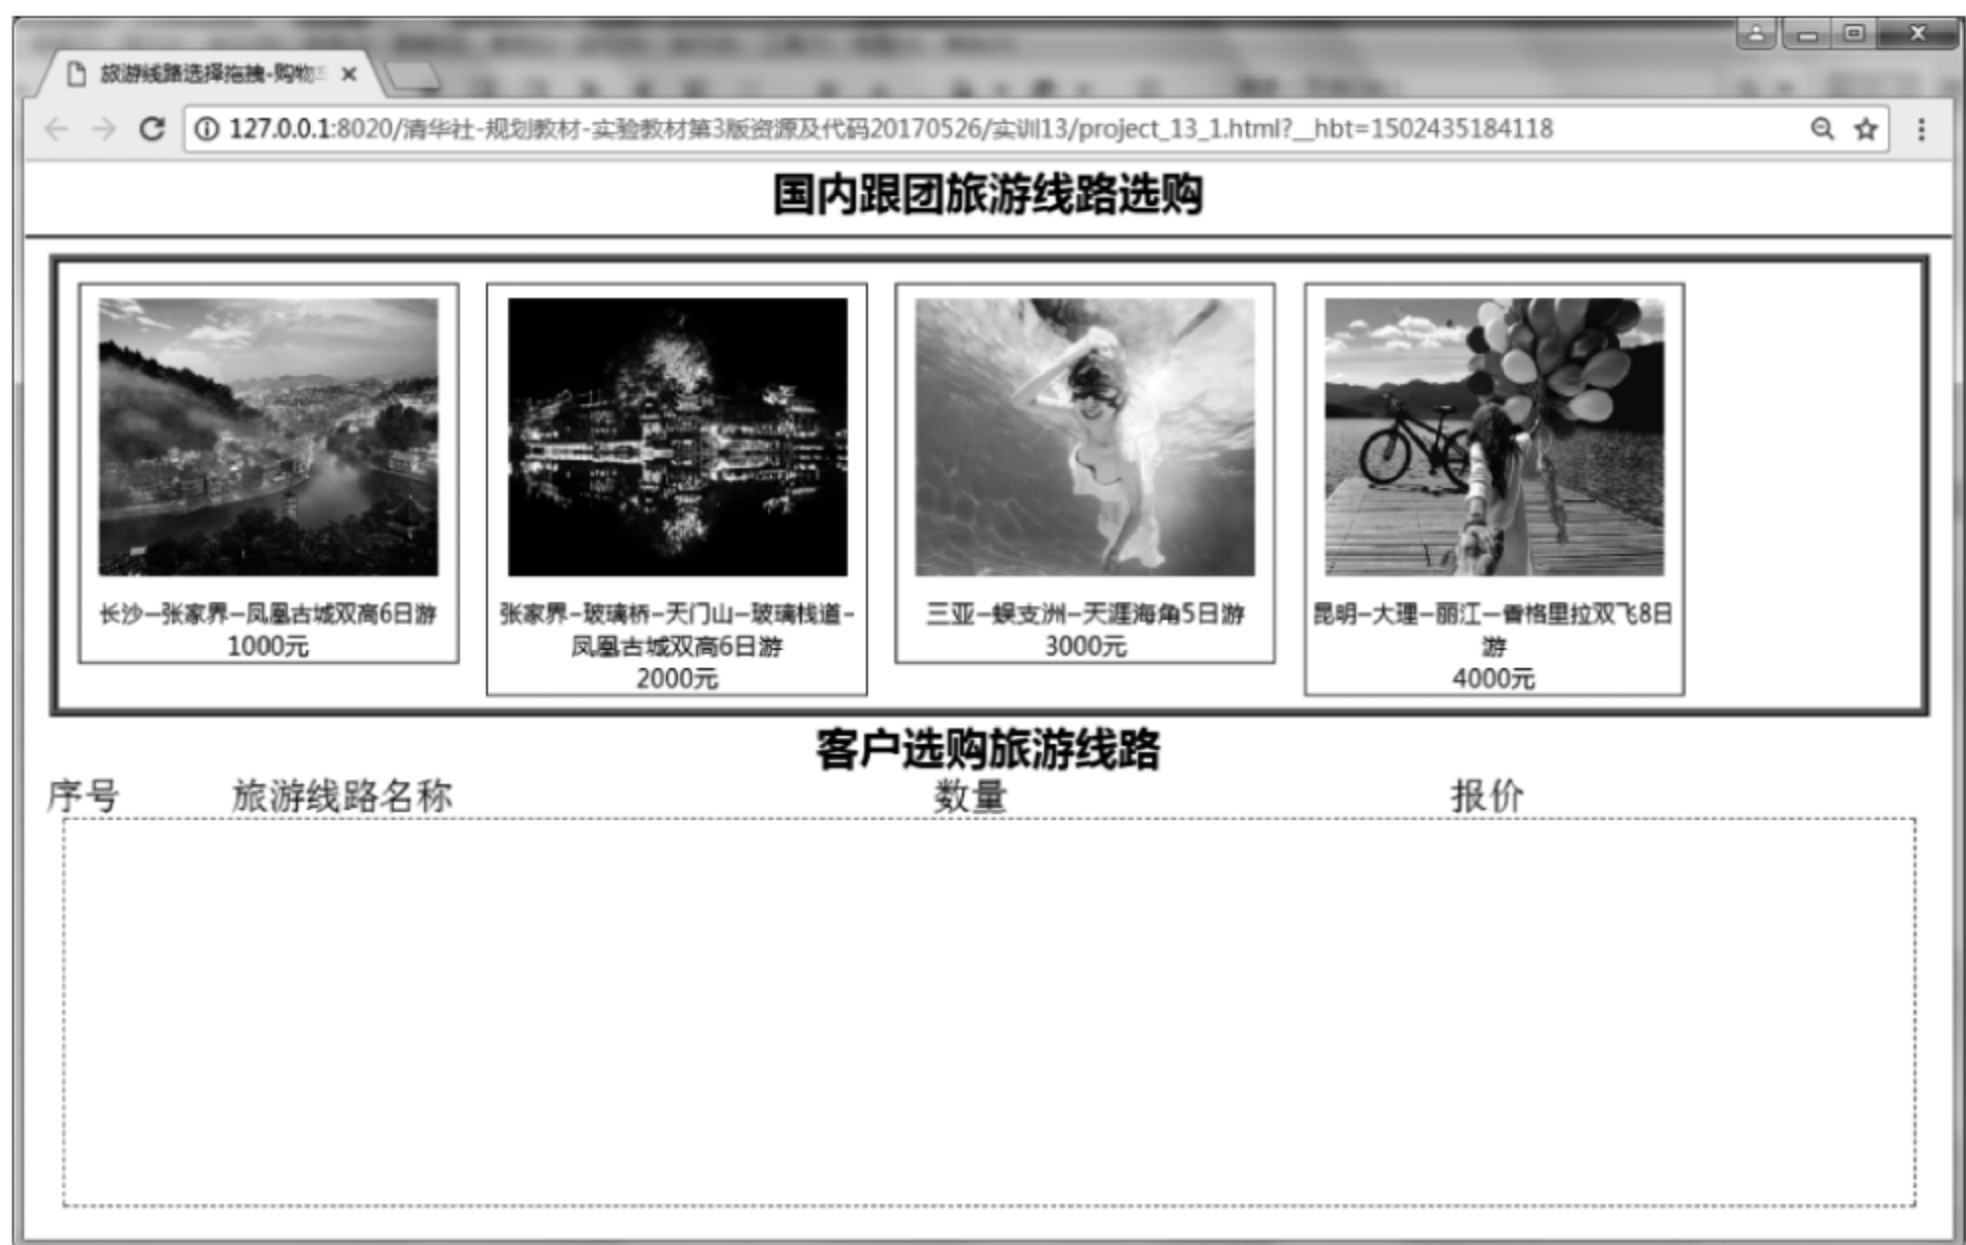 旅游线路选择拖拽-购物
127.0.0.1:8020/清华社-规划教材-实验教材第3版资源及代码20170526/实训13/project_13_1.html?__hbt=1502435184118
国内跟团旅游线路选购
长沙—张家界—凤凰古城双高6日游
1000元
张家界—玻璃桥—天门山—玻璃栈道-
凤凰古城双高6日游
2000元
三亚—蜈支洲—天涯海角5日游
3000元
昆明—大理—丽江—香格里拉双飞8日
游
4000元
客户选购旅游线路
序号 旅游线路名称 数量 报价